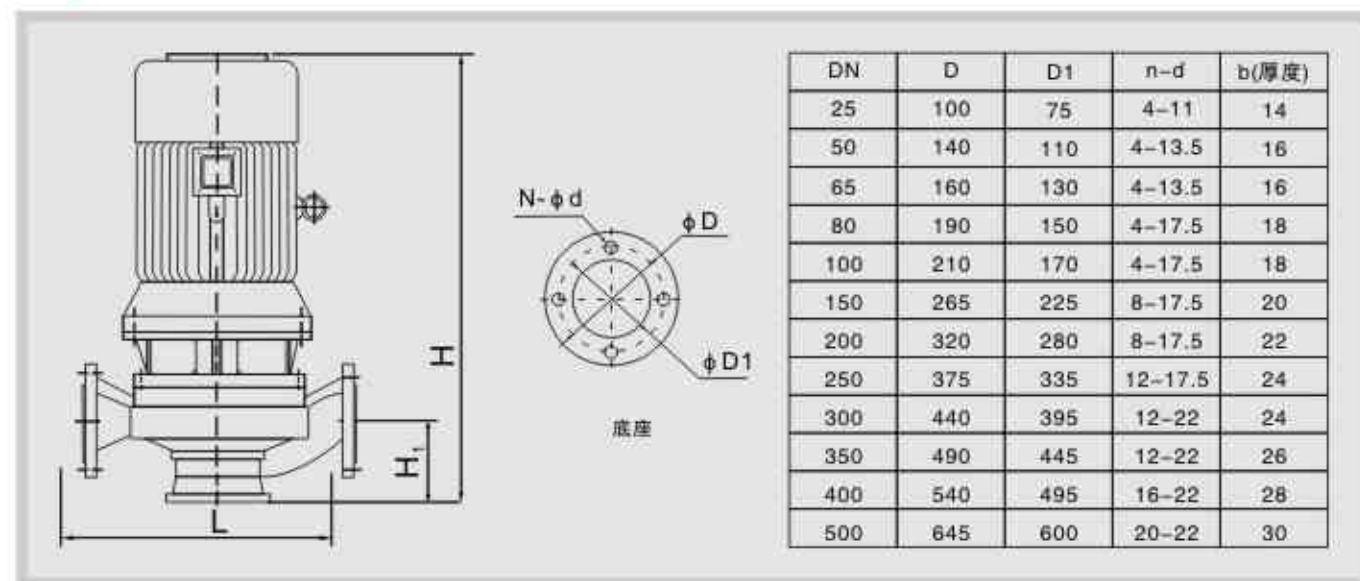 H
H1
L
N-φd
φD
φD1
底座
DN D D1 n-d b(厚度)
25 100 75 4-11 14
50 140 110 4-13.5 16
65 160 130 4-13.5 16
80 190 150 4-17.5 18
100 210 170 4-17.5 18
150 265 225 8-17.5 20
200 320 280 8-17.5 22
250 375 335 12-17.5 24
300 440 395 12-22 24
350 490 445 12-22 26
400 540 495 16-22 28
500 645 600 20-22 30